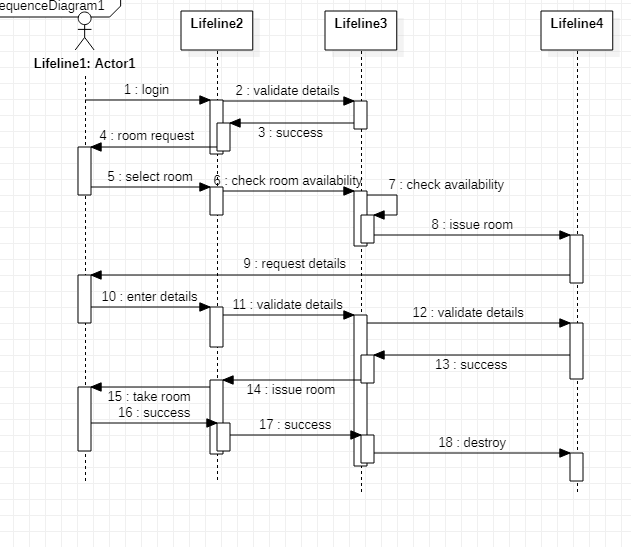 equenceDiagram1
Lifeline2
Lifeline3
Lifeline4
Lifeline1: Actor1
1 : login
2 : validate details
3 : success
4 : room request
5 : select room
6 : check room availability
7 : check availability
8 : issue room
9 : request details
10 : enter details
11 : validate details
12 : validate details
13 : success
14 : issue room
15 : take room
16 : success
17 : success
18 : destroy